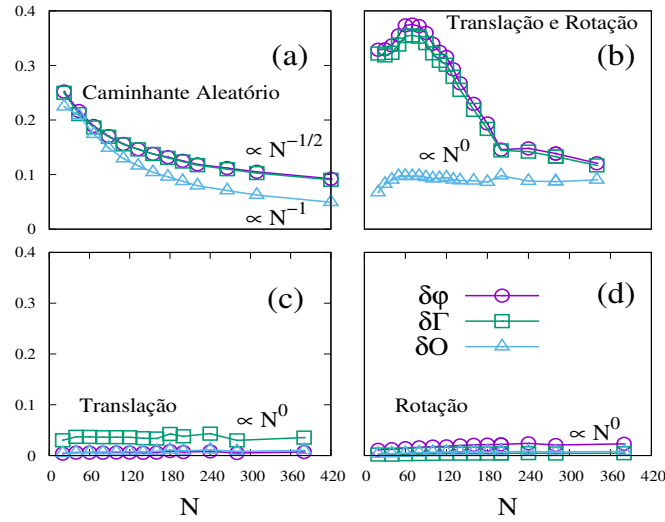 0.4
0.3
0.2
0.1
0
(a)
Caminhante Aleatório
∝ N^{-1/2}
∝ N^{-1}
Translação e Rotação
(b)
∝ N^0
0.4
0.3
0.2
0.1
0
(c)
Translação
∝ N^0
0 60 120 180 240 300 360 420
N
(d)
δφ
δΓ
δO
Rotação
∝ N^0
0 60 120 180 240 300 360 420
N